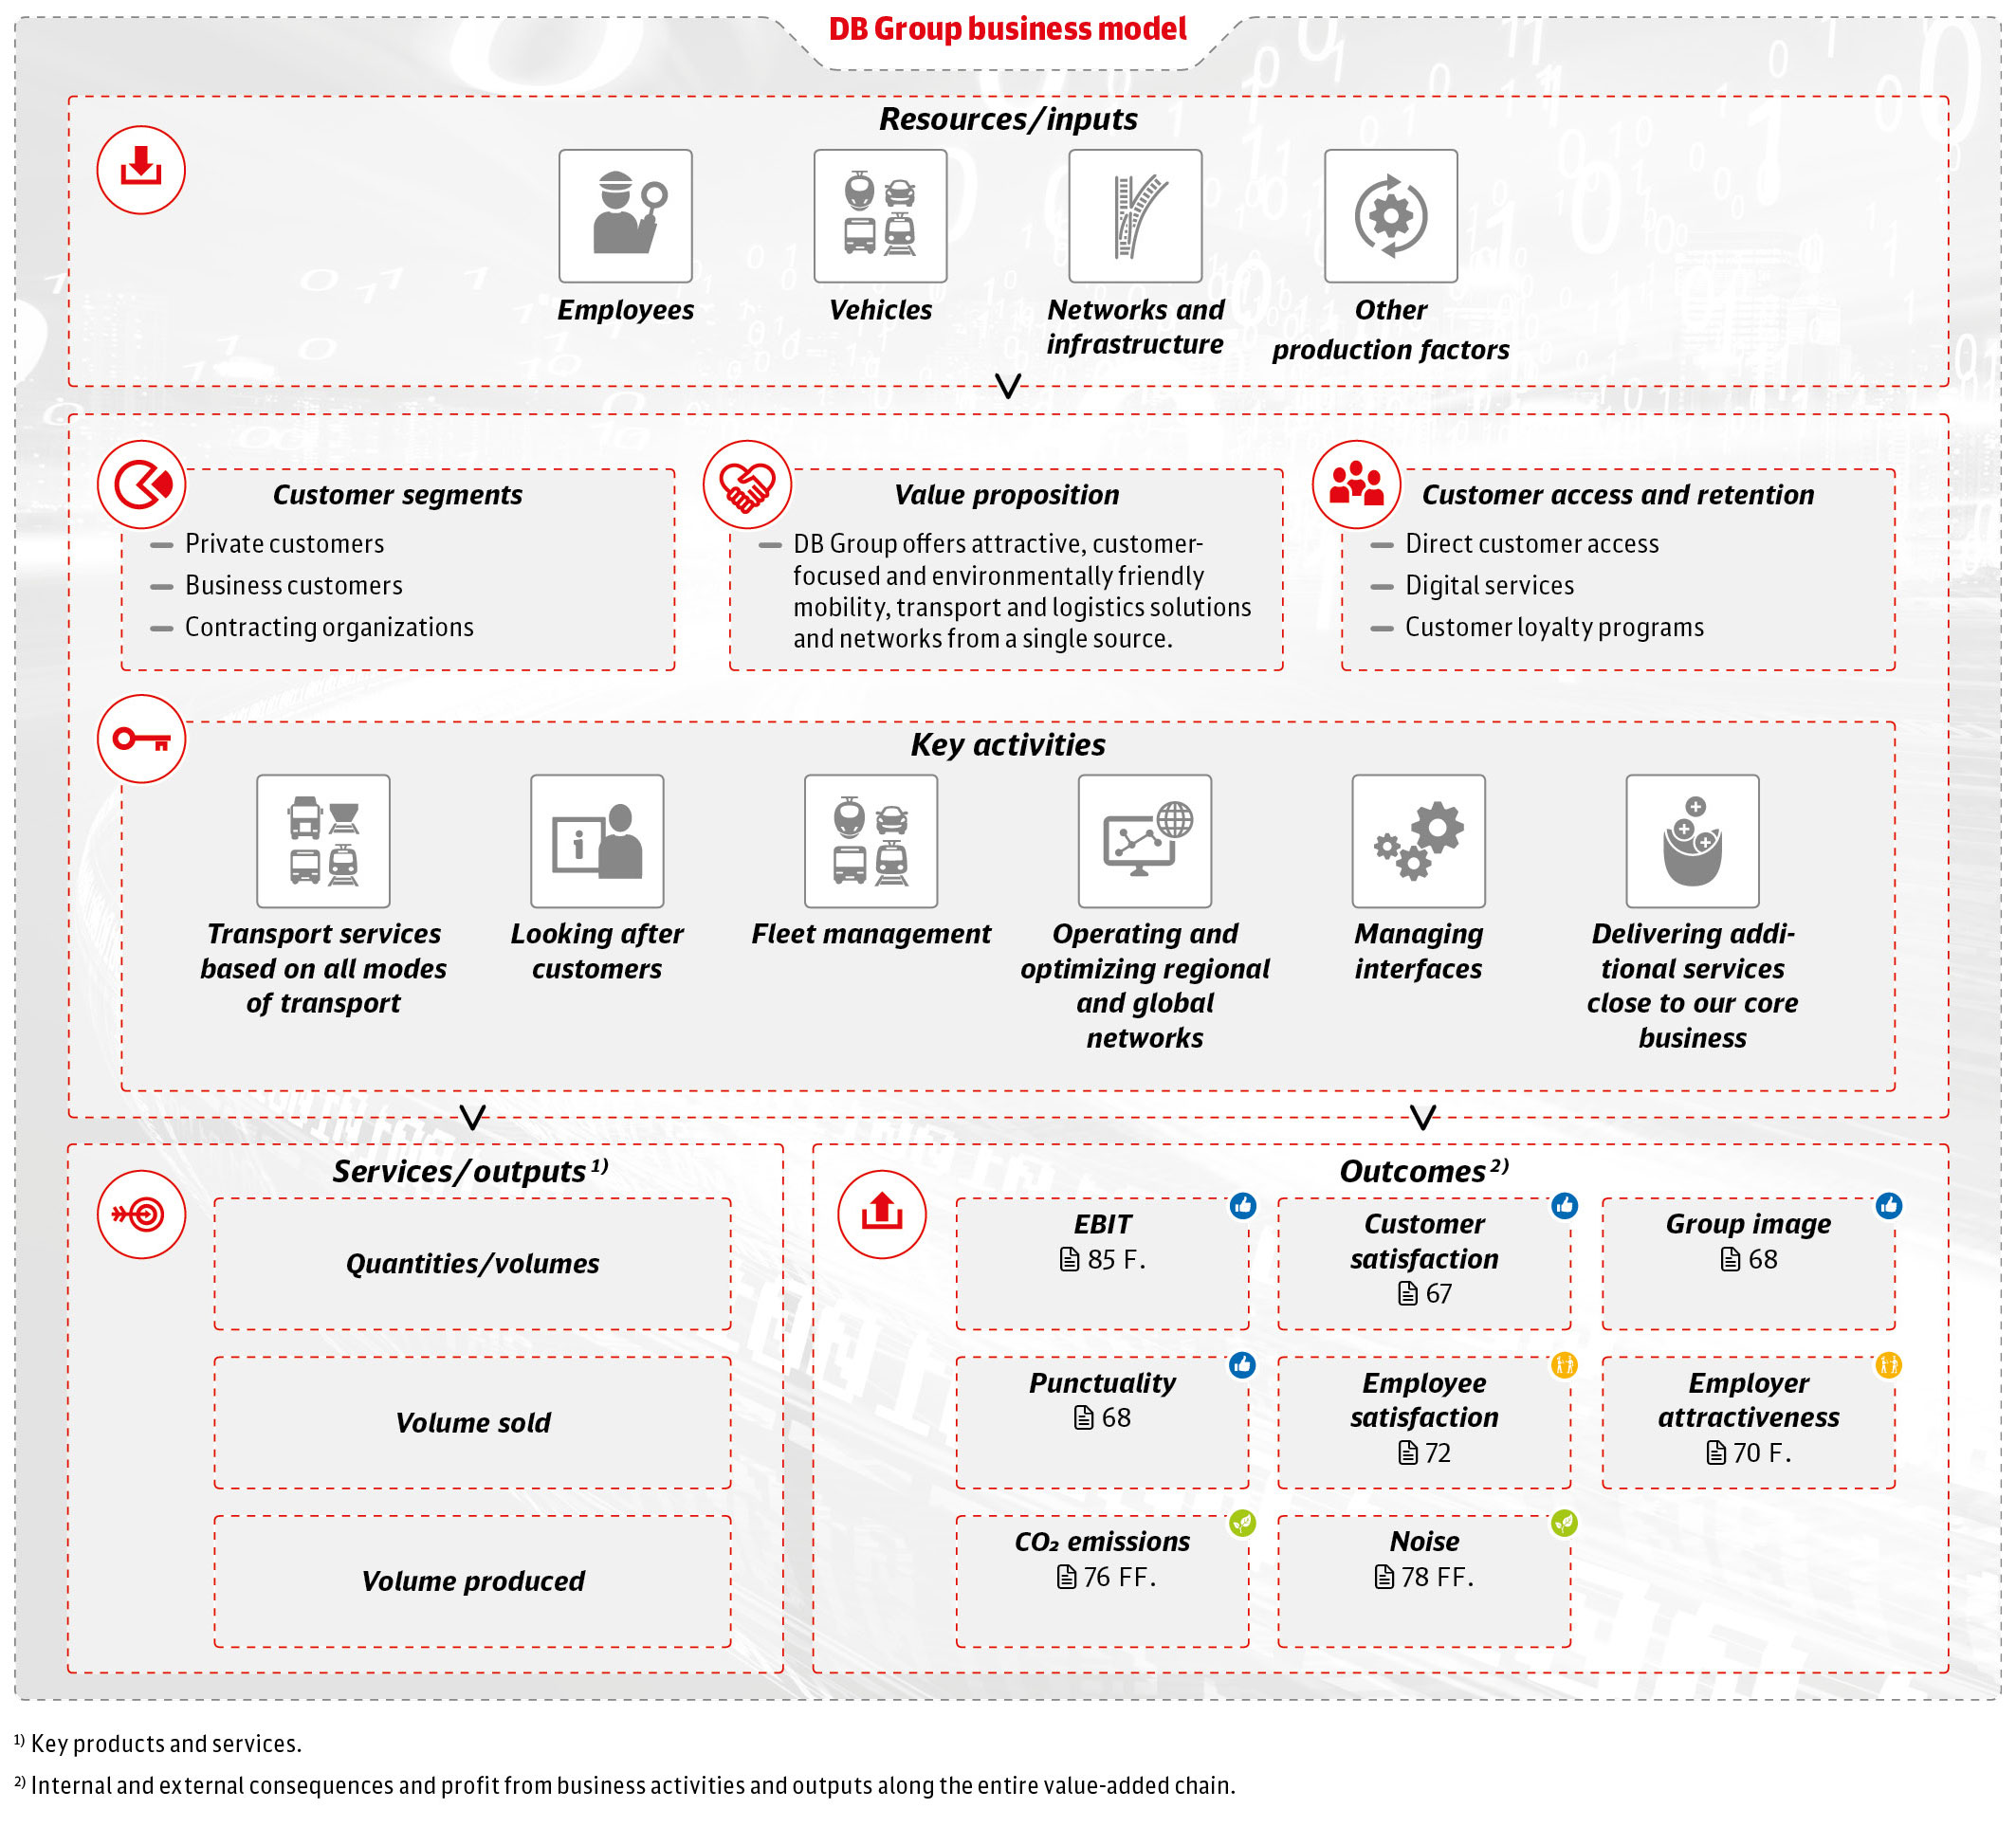 DB Group business model
Resources/inputs
Employees
Vehicles
Networks and
infrastructure
Other
production factors
Customer segments
— Private customers
— Business customers
— Contracting organizations
Value proposition
— DB Group offers attractive, customer-
focused and environmentally friendly
mobility, transport and logistics solutions
and networks from a single source.
Customer access and retention
— Direct customer access
— Digital services
— Customer loyalty programs
Key activities
Transport services
based on all modes
of transport
Looking after
customers
Fleet management
Operating and
optimizing regional
and global
networks
Managing
interfaces
Delivering addi-
tional services
close to our core
business
Services/outputs 1)
Quantities/volumes
Volume sold
Volume produced
Outcomes 2)
EBIT
85 F.
Customer
satisfaction
67
Group image
68
Punctuality
68
Employee
satisfaction
72
Employer
attractiveness
70 F.
CO₂ emissions
76 FF.
Noise
78 FF.
1) Key products and services.
2) Internal and external consequences and profit from business activities and outputs along the entire value-added chain.